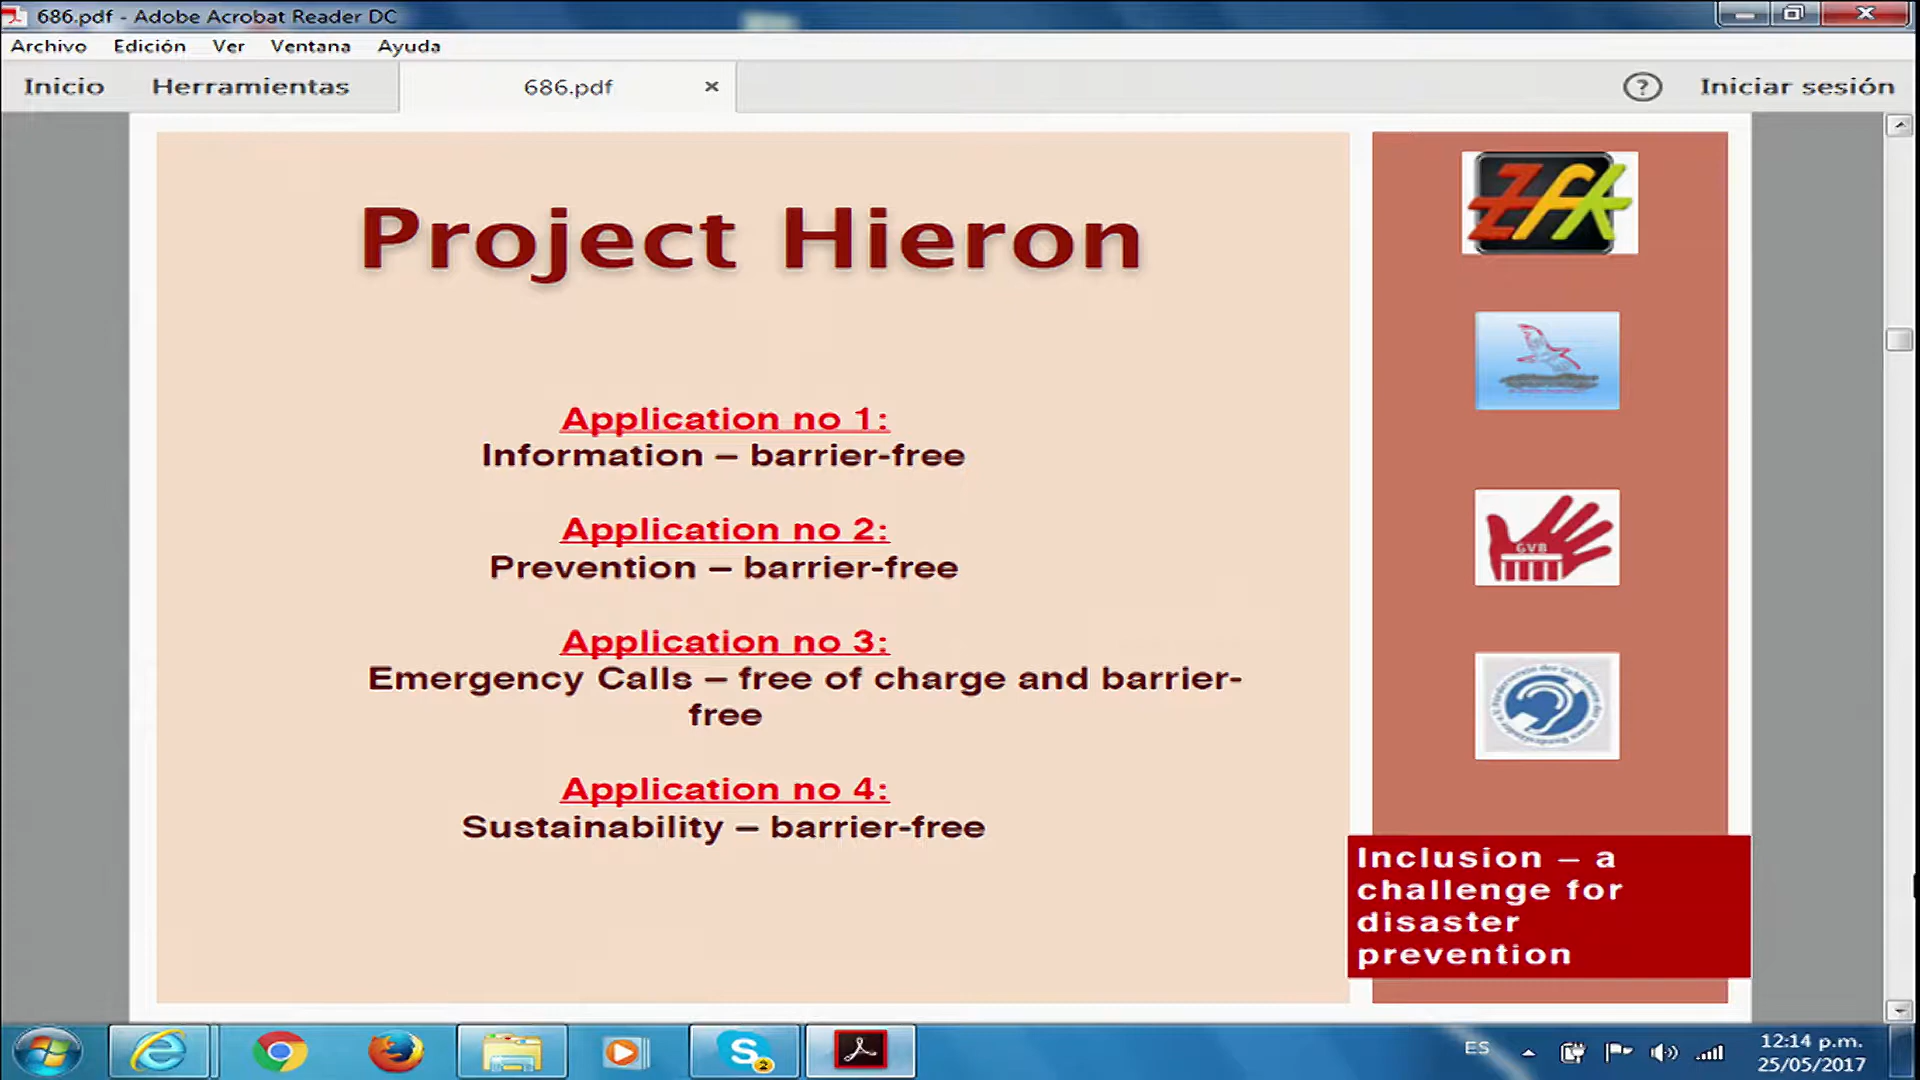 686.pdf - Adobe Acrobat Reader DC
Archivo Edición Ver Ventana Ayuda
Inicio Herramientas 686.pdf × ? Iniciar sesión
Project Hieron
Application no 1:
Information – barrier-free
Application no 2:
Prevention – barrier-free
Application no 3:
Emergency Calls – free of charge and barrier-
free
Application no 4:
Sustainability – barrier-free
zfk
GVB
Inclusion – a
challenge for
disaster
prevention
2
ES
12:14 p.m.
25/05/2017